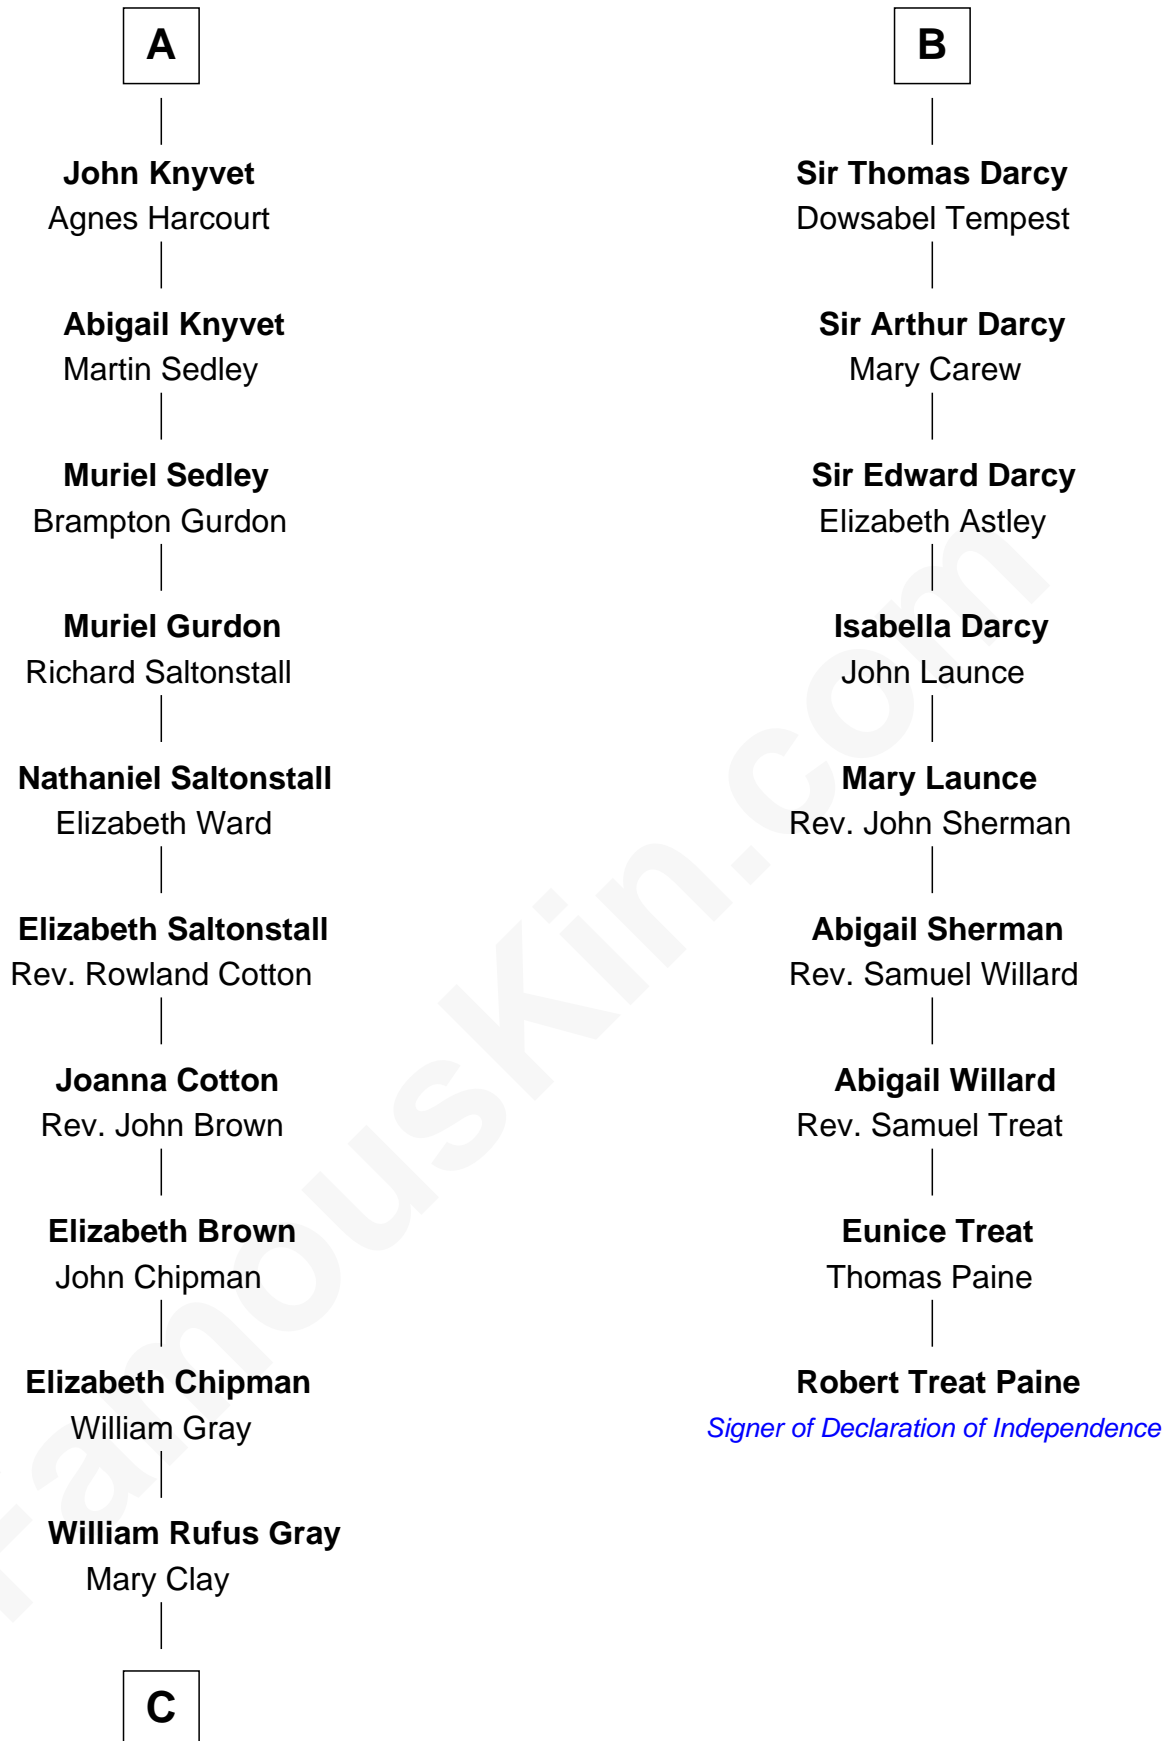 A
John Knyvet
Agnes Harcourt
Abigail Knyvet
Martin Sedley
Muriel Sedley
Brampton Gurdon
Muriel Gurdon
Richard Saltonstall
Nathaniel Saltonstall
Elizabeth Ward
Elizabeth Saltonstall
Rev. Rowland Cotton
Joanna Cotton
Rev. John Brown
Elizabeth Brown
John Chipman
Elizabeth Chipman
William Gray
William Rufus Gray
Mary Clay
C
B
Sir Thomas Darcy
Dowsabel Tempest
Sir Arthur Darcy
Mary Carew
Sir Edward Darcy
Elizabeth Astley
Isabella Darcy
John Launce
Mary Launce
Rev. John Sherman
Abigail Sherman
Rev. Samuel Willard
Abigail Willard
Rev. Samuel Treat
Eunice Treat
Thomas Paine
Robert Treat Paine
Signer of Declaration of Independence
FamousKin.com